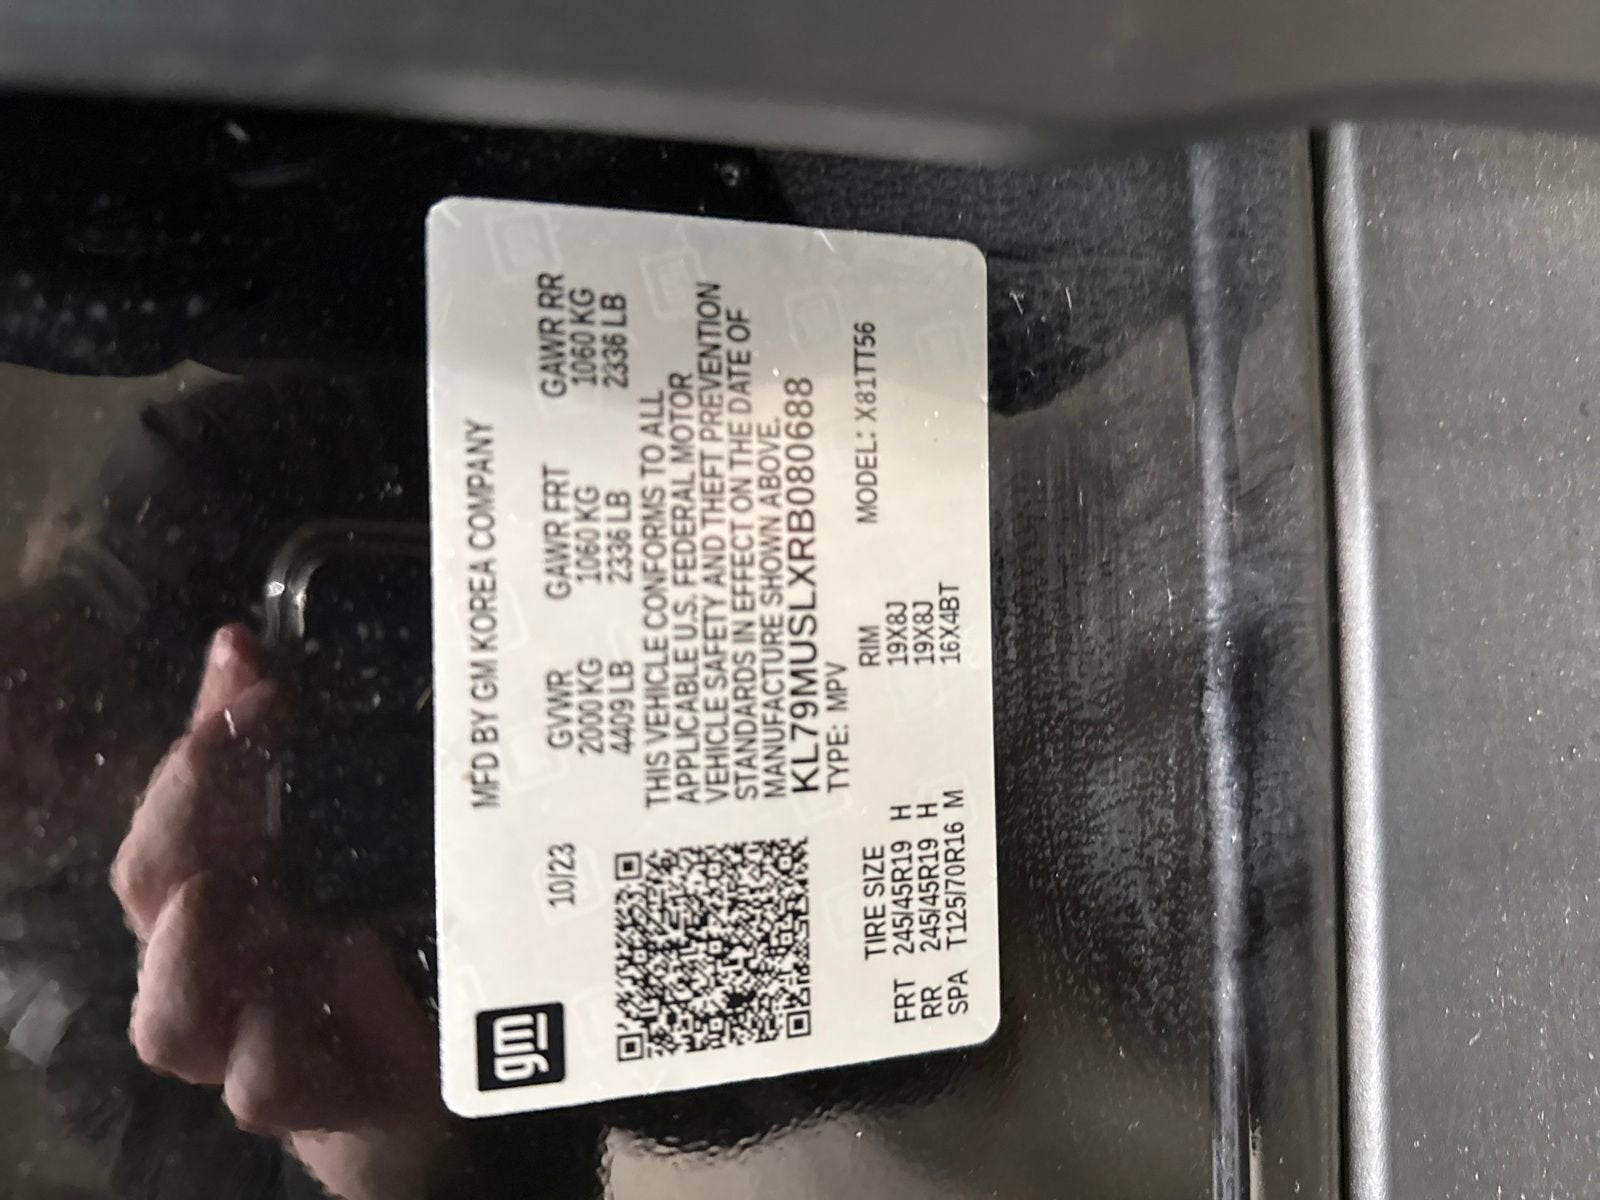 gm
MFD BY GM KOREA COMPANY
10/23
GVWR GAWR FRT GAWR RR
2000 KG 1060 KG 1060 KG
4409 LB 2336 LB 2336 LB
THIS VEHICLE CONFORMS TO ALL
APPLICABLE U.S. FEDERAL MOTOR
VEHICLE SAFETY AND THEFT PREVENTION
STANDARDS IN EFFECT ON THE DATE OF
MANUFACTURE SHOWN ABOVE.
KL79MUSLXRB080688
TYPE: MPV
TIRE SIZE RIM MODEL: X81TT56
FRT 245/45R19 H 19X8J
RR 245/45R19 H 19X8J
SPA T125/70R16 M 16X4BT